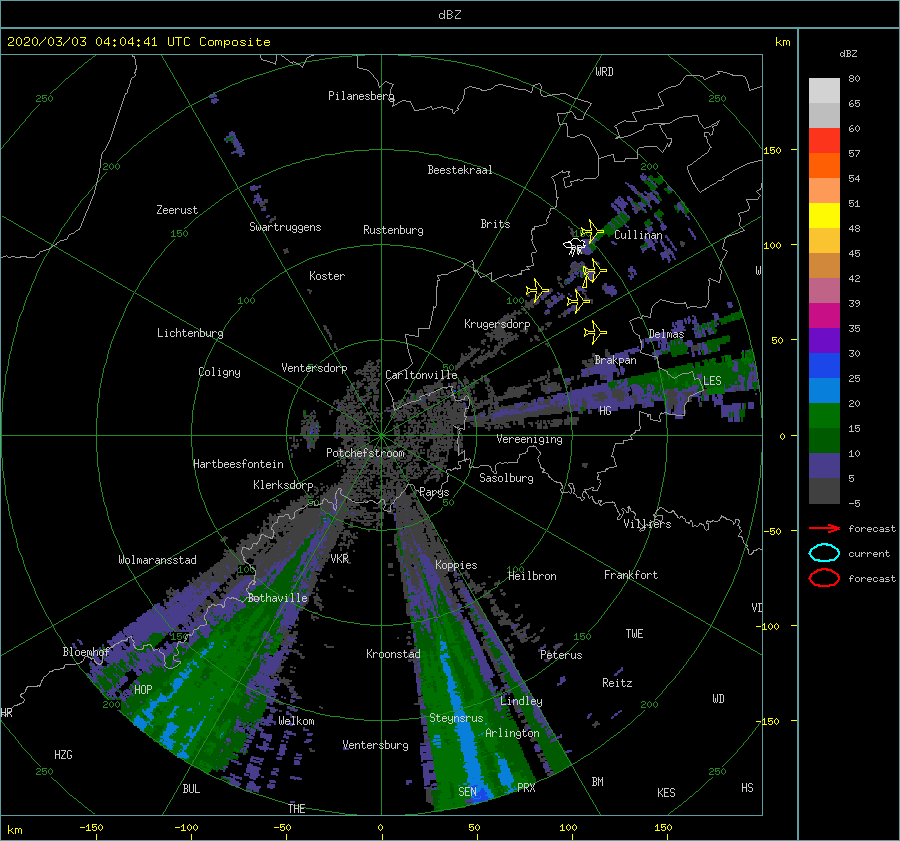 dBZ
2020/03/03 04:04:41 UTC Composite
km
dBZ
WRD
80
Pilanesberg
250
250
65
60
150
57
Beestekraal
200
200
54
Zeerust
51
Swartruggens
Rustenburg
Brits
Cullinan
150
48
100
45
Koster
42
100
100
39
Krugersdorp
35
Lichtenburg
Delmas
50
30
Brakpan
Coligny
Ventersdorp
Carltonville
LES
25
20
HG
15
Vereeniging
0
10
Potchefstroom
Hartbeesfontein
5
Klerksdorp
Sasolburg
Parys
-5
50
50
Villiers
forecast
-50
Wolmaransstad
VKR
Koppies
current
100
100
Heilbron
Frankfort
forecast
Bothaville
-100
150
150
TWE
Bloemhof
Kroonstad
Peterus
HOP
Reitz
200
Lindley
200
WD
HR
Welkom
Steynsrus
-150
Arlington
Ventersburg
HZG
250
250
BUL
SEN
PRX
BM
KES
HS
THE
km
-150
-100
-50
0
50
100
150